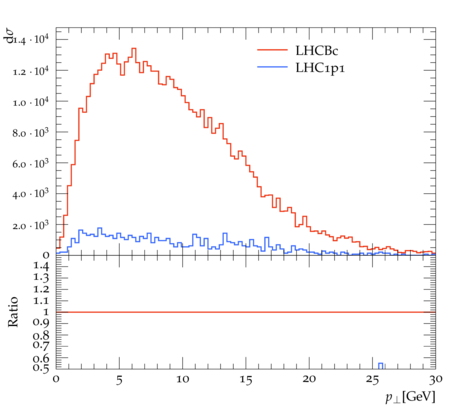 dσ
LHCBc
LHC1p1
1.4 · 10⁴
1.2 · 10⁴
1.0 · 10⁴
8.0 · 10³
6.0 · 10³
4.0 · 10³
2.0 · 10³
0
Ratio
1.4
1.3
1.2
1.1
1
0.9
0.8
0.7
0.6
0.5
0 5 10 15 20 25 30
p⊥[GeV]